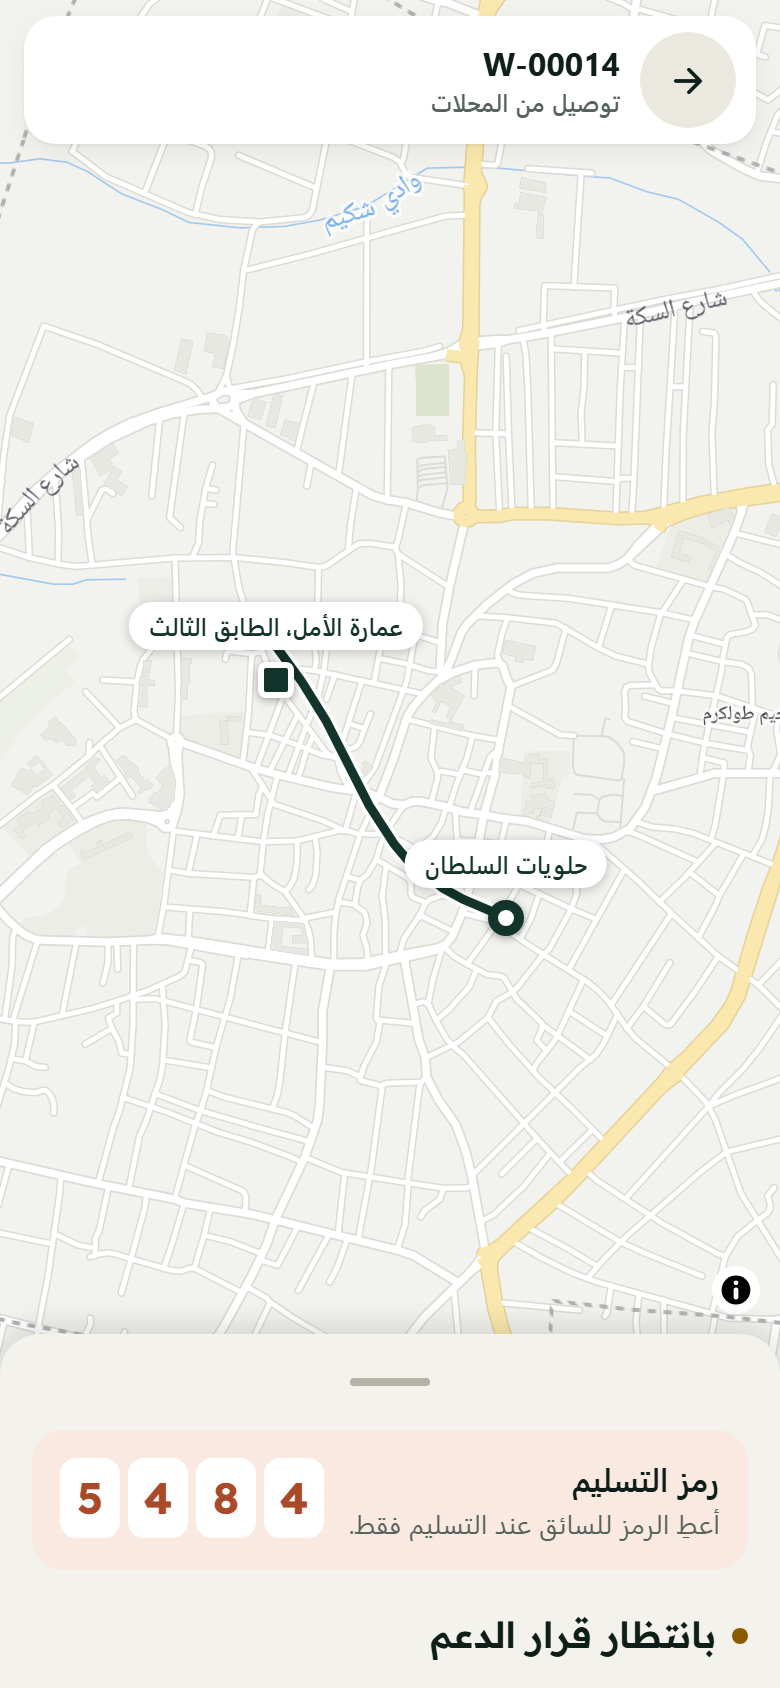 W-00014
توصيل من المحلات
وادي شكيم
شارع السكة
شارع السكة
عمارة الأمل، الطابق الثالث
طولكرم
حلويات السلطان
رمز التسليم
5 4 8 4
أعطِ الرمز للسائق عند التسليم فقط.
بانتظار قرار الدعم